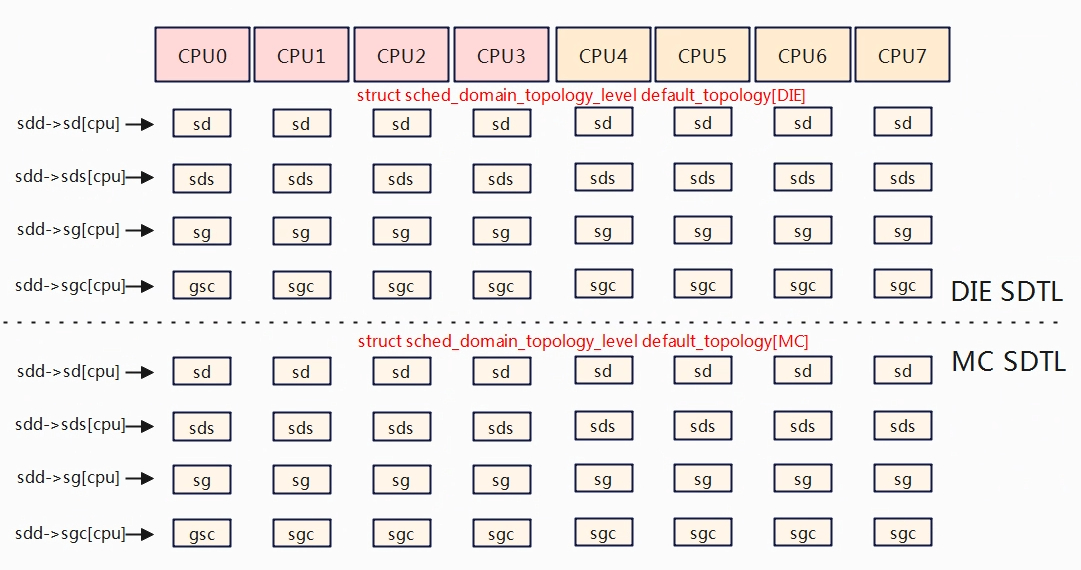 CPU0 CPU1 CPU2 CPU3 CPU4 CPU5 CPU6 CPU7
struct sched_domain_topology_level default_topology[DIE]
sdd->sd[cpu] sd sd sd sd sd sd sd sd
sdd->sds[cpu] sds sds sds sds sds sds sds sds
sdd->sg[cpu] sg sg sg sg sg sg sg sg
sdd->sgc[cpu] gsc sgc sgc sgc sgc sgc sgc sgc
DIE SDTL
struct sched_domain_topology_level default_topology[MC]
MC SDTL
sdd->sd[cpu] sd sd sd sd sd sd sd sd
sdd->sds[cpu] sds sds sds sds sds sds sds sds
sdd->sg[cpu] sg sg sg sg sg sg sg sg
sdd->sgc[cpu] gsc sgc sgc sgc sgc sgc sgc sgc